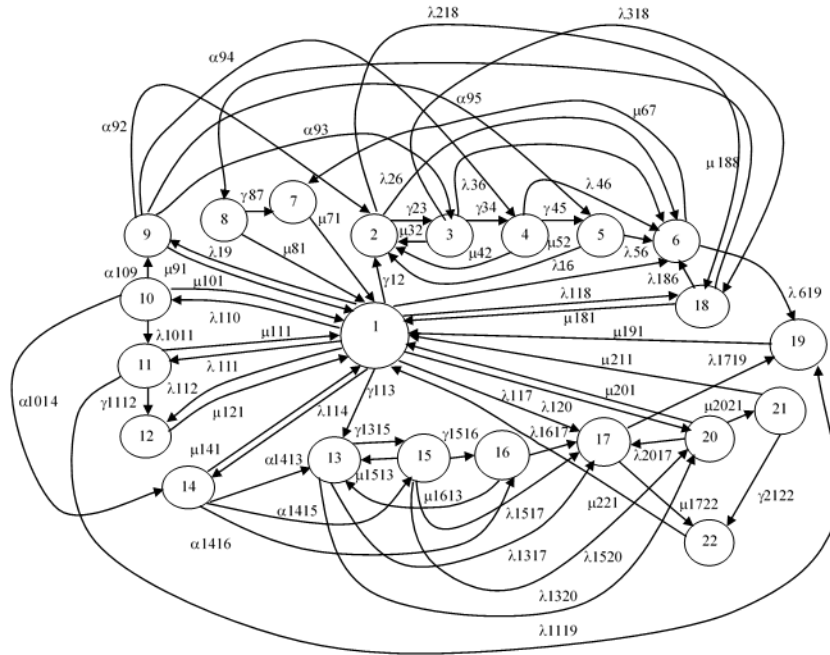 λ218
λ318
α94
α95
μ67
α92
α93
μ188
λ26
λ36
λ46
γ87
7
8
μ71
γ23
γ34
γ45
9
2
μ32
3
4
5
6
μ42
μ52
λ56
λ19
μ81
γ12
λ16
λ186
λ619
α109
μ91
μ101
10
λ118
18
μ181
1
μ191
19
λ110
λ1011
μ111
μ211
λ1719
11
λ111
λ112
γ113
λ117
λ120
μ201
α1014
γ1112
μ121
λ114
μ2021
21
12
γ1315
γ1516
λ1617
17
20
μ141
α1413
13
15
16
λ2017
14
μ1513
μ1613
μ221
μ1722
γ2122
α1415
λ1517
22
α1416
λ1317
λ1520
λ1320
λ1119